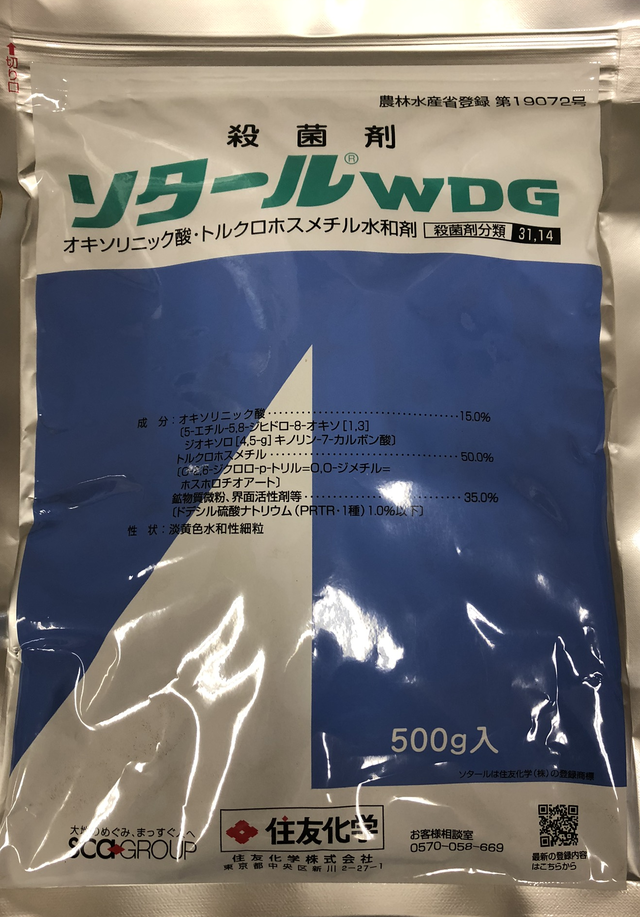 切り口
農林水産省登録 第19072号
殺菌剤
ソタール® WDG
オキソリニック酸・トルクロホスメチル水和剤 殺菌剤分類 31,14
成 分：オキソリニック酸‥‥‥‥‥‥‥‥‥‥‥‥‥‥15.0%
〔5-エチル-5,8-ジヒドロ-8-オキソ[1,3]
ジオキソロ[4,5-g]キノリン-7-カルボン酸〕
トルクロホスメチル‥‥‥‥‥‥‥‥‥‥‥‥‥‥50.0%
〔O-2,6-ジクロロ-p-トリル=O,O-ジメチル=
ホスホロチオアート〕
鉱物質微粉、界面活性剤等‥‥‥‥‥‥‥‥‥‥35.0%
〔ドデシル硫酸ナトリウム(PRTR・1種)1.0%以下〕
性 状：淡黄色水和性細粒
500g入
ソタールは住友化学(株)の登録商標
大地のめぐみ、まっすぐ人へ
SCC GROUP
住友化学
住友化学株式会社
東京都中央区新川2-27-1
お客様相談室
0570-058-669
最新の登録内容
はこちらから